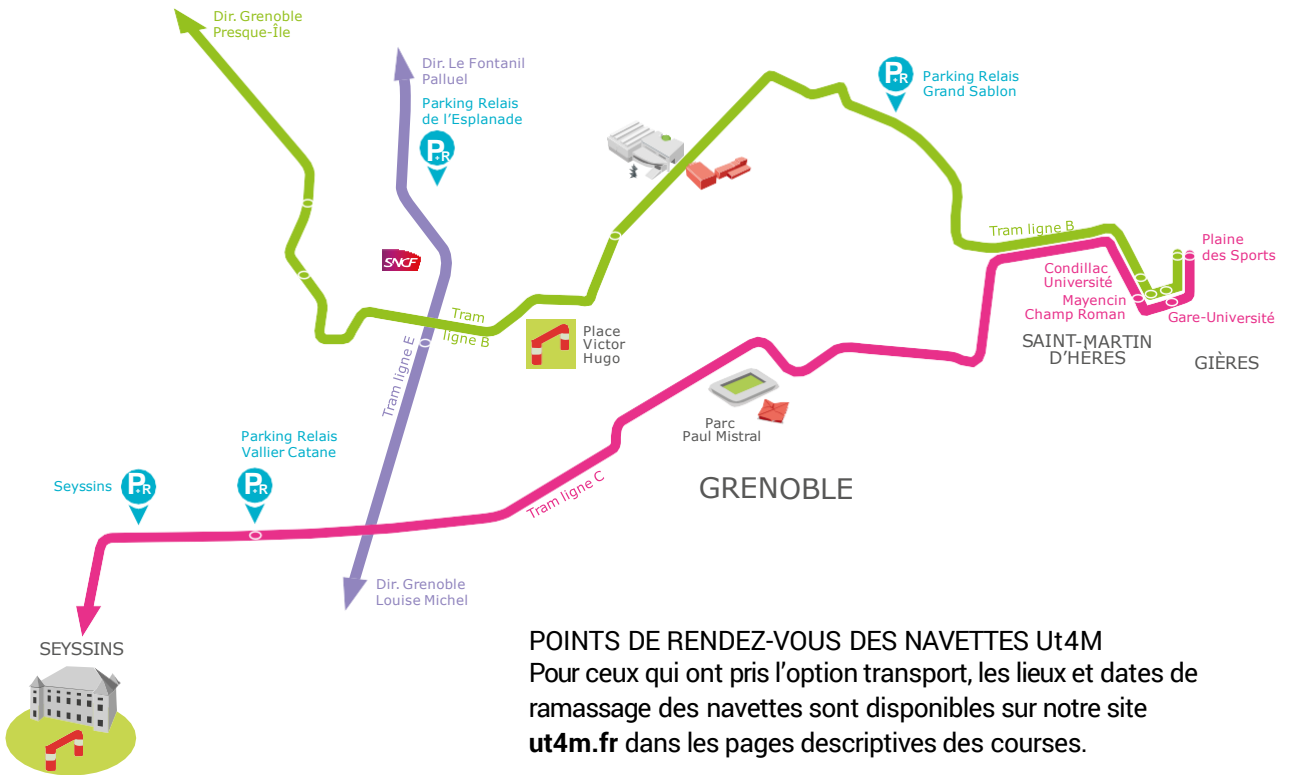 Dir. Grenoble
Presque-Île
Dir. Le Fontanil
Palluel
Parking Relais
de l’Esplanade
P+R
P+R
Parking Relais
Grand Sablon
SNCF
Tram ligne B
Plaine
des Sports
Condillac
Université
Mayencin
Champ Roman
Gare-Université
SAINT-MARTIN
D’HÈRES
GIÈRES
Tram
ligne B
Place
Victor
Hugo
Tram ligne E
Parc
Paul Mistral
GRENOBLE
Parking Relais
Vallier Catane
Seyssins
P+R
P+R
Tram ligne C
Dir. Grenoble
Louise Michel
SEYSSINS
POINTS DE RENDEZ-VOUS DES NAVETTES Ut4M
Pour ceux qui ont pris l’option transport, les lieux et dates de
ramassage des navettes sont disponibles sur notre site
ut4m.fr dans les pages descriptives des courses.